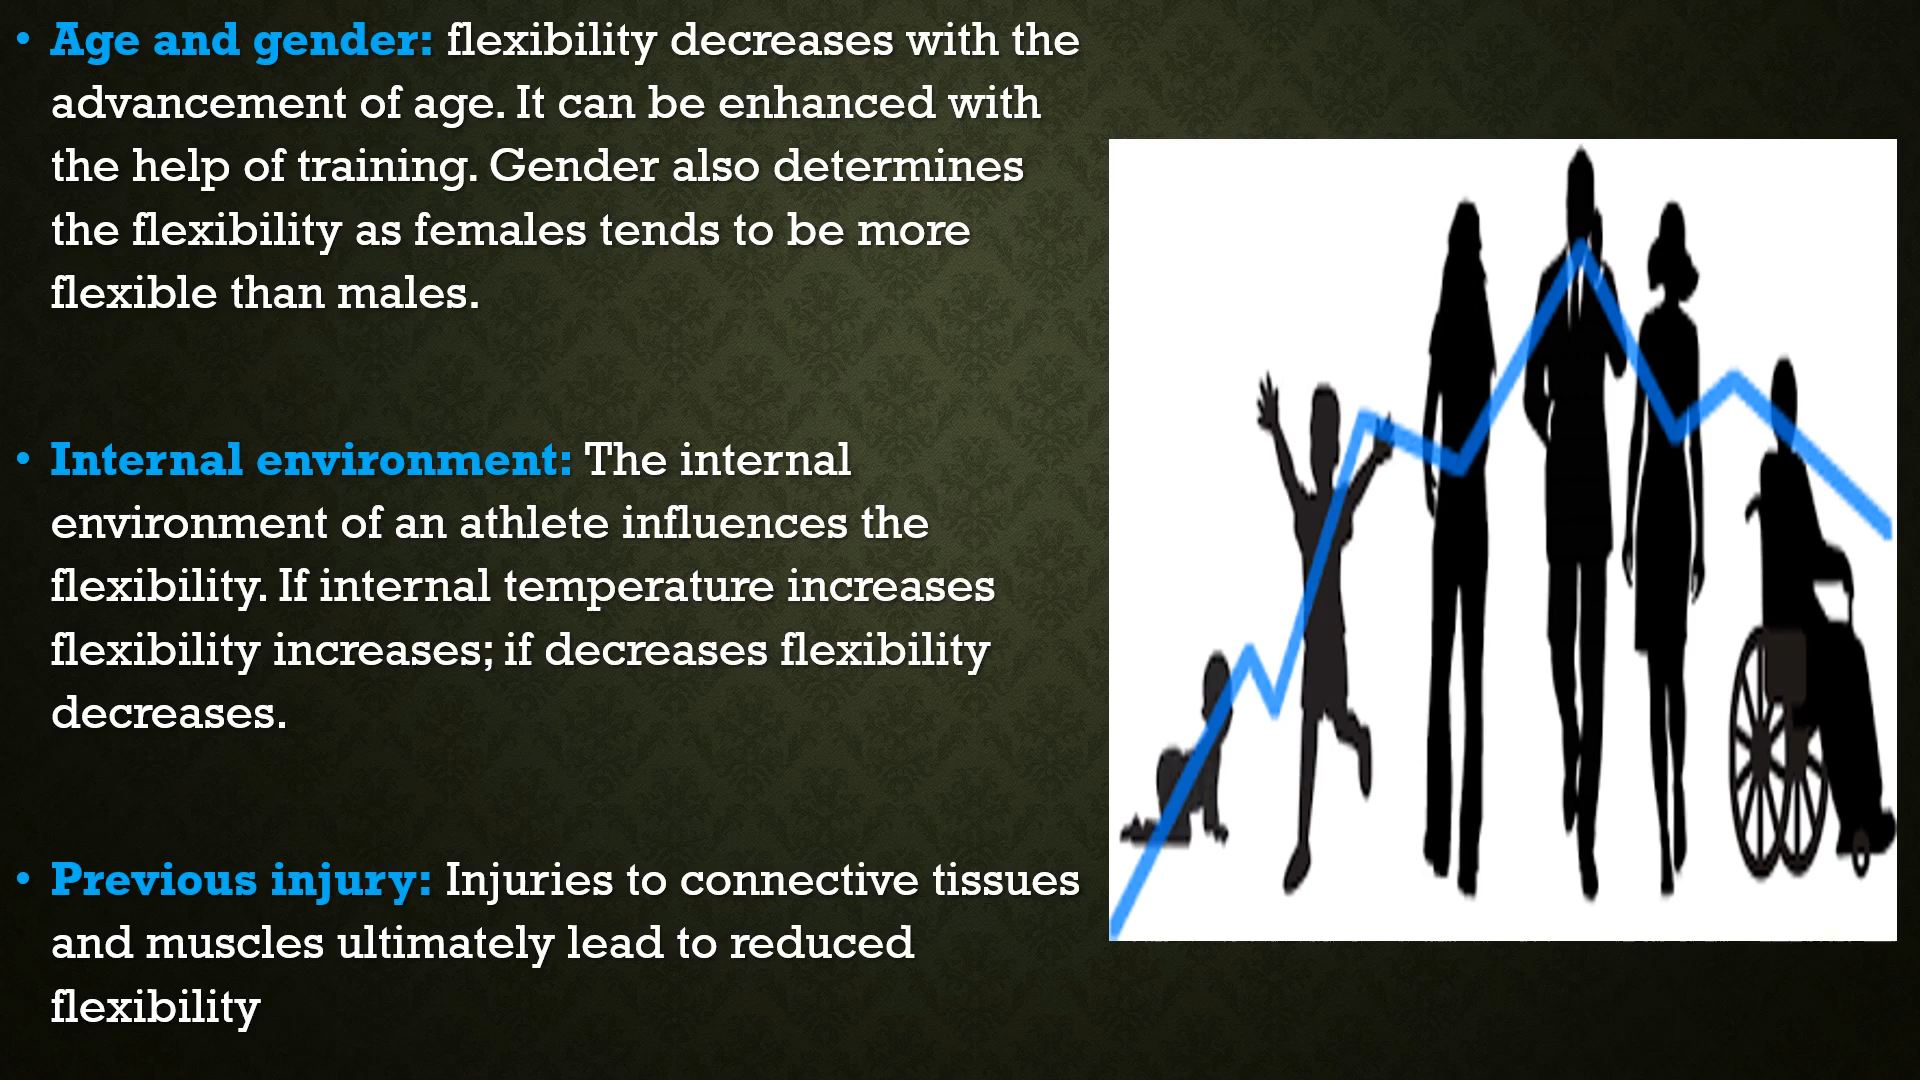 • Age and gender: flexibility decreases with the
advancement of age. It can be enhanced with
the help of training. Gender also determines
the flexibility as females tends to be more
flexible than males.
• Internal environment: The internal
environment of an athlete influences the
flexibility. If internal temperature increases
flexibility increases; if decreases flexibility
decreases.
• Previous injury: Injuries to connective tissues
and muscles ultimately lead to reduced
flexibility